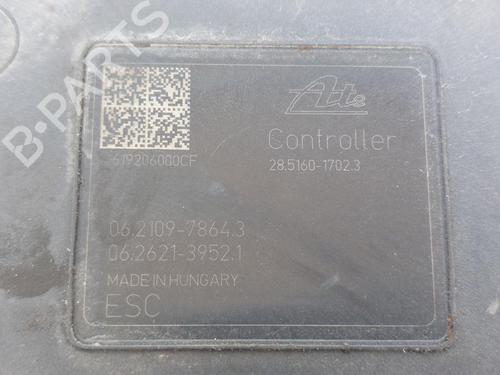 B-PARTS
Ate
Controller
619206000CF
28.5160-1702.3
06.2109-7864.3
06.2621-3952.1
MADE IN HUNGARY
ESC